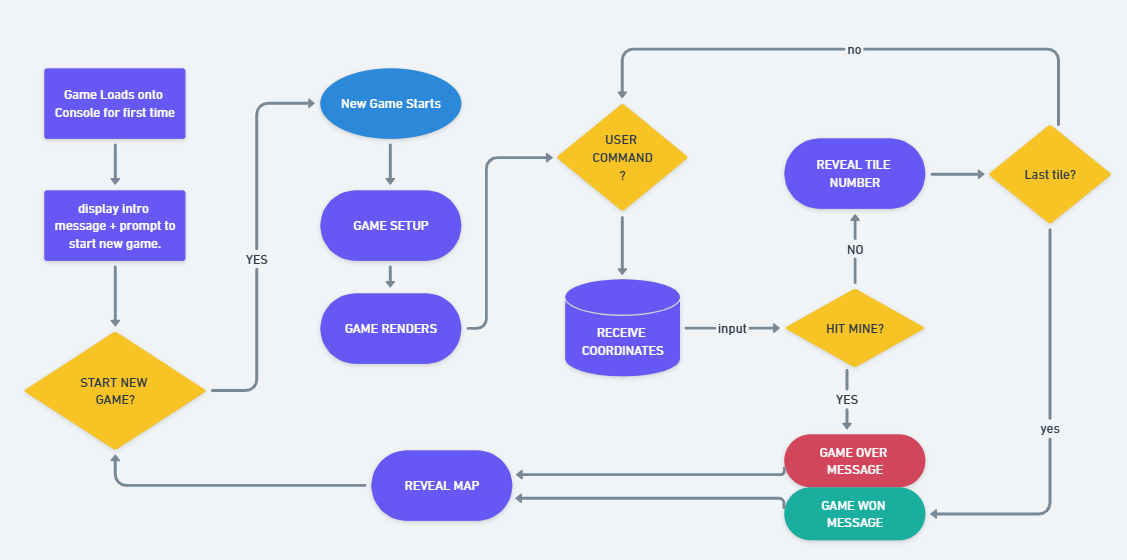 Game Loads onto
Console for first time
display intro
message + prompt to
start new game.
START NEW
GAME?
YES
New Game Starts
GAME SETUP
GAME RENDERS
USER
COMMAND
?
RECEIVE
COORDINATES
input
HIT MINE?
NO
REVEAL TILE
NUMBER
Last tile?
no
yes
YES
GAME OVER
MESSAGE
GAME WON
MESSAGE
REVEAL MAP